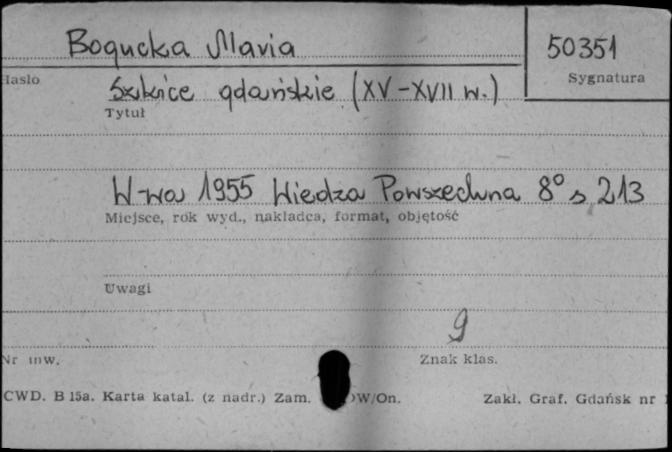 Bogucka Maria
50351
Hasło
Sygnatura
Szkice gdańskie (XV-XVII w.)
Tytuł
W-wa 1955 Wiedza Powszechna 8° s. 213
Miejsce, rok wyd., nakładca, format, objętość
Uwagi
9
Nr inw.
Znak klas.
CWD. B 15a. Karta katal. (z nadr.) Zam. OW/On.
Zakł. Graf. Gdańsk nr